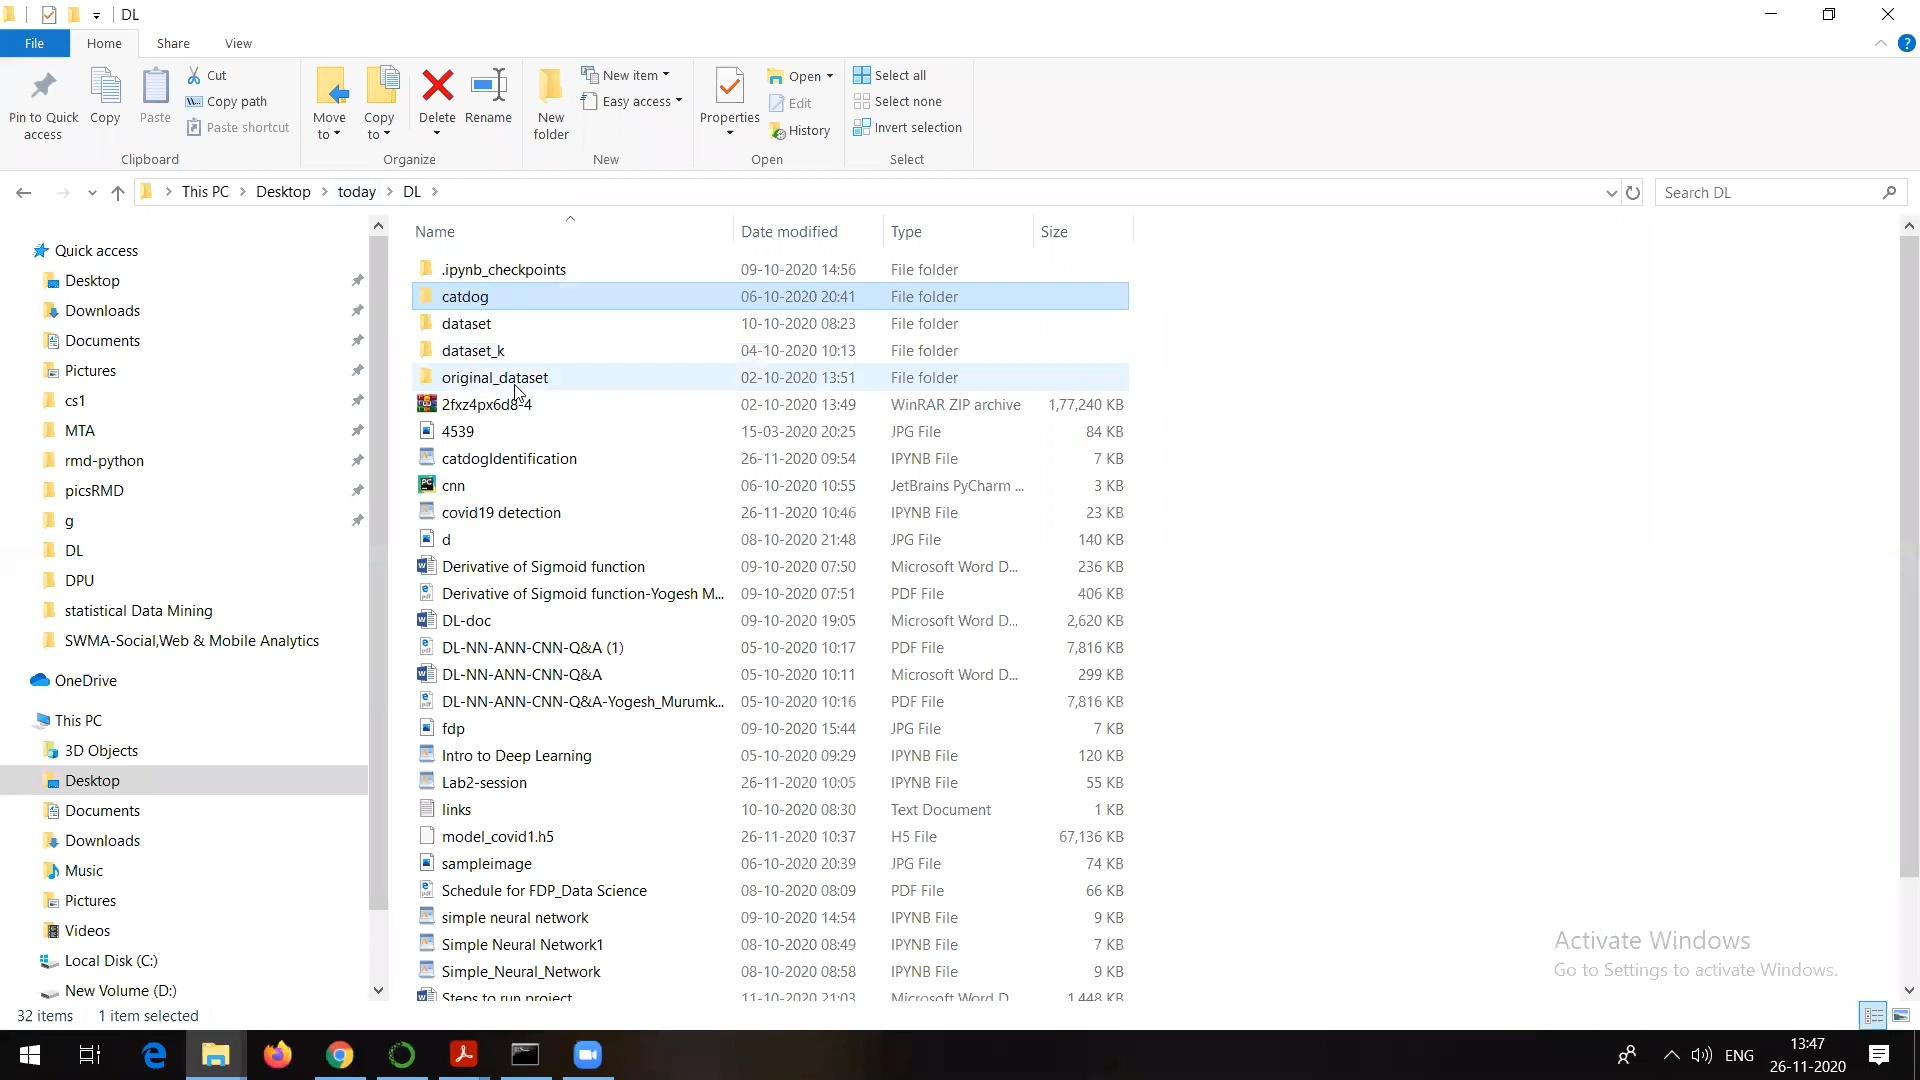 DL
File Home Share View
Pin to Quick access
Copy
Paste
Cut
Copy path
Paste shortcut
Clipboard
Move to
Copy to
Delete
Rename
Organize
New folder
New item
Easy access
New
Properties
Open
Edit
History
Open
Select all
Select none
Invert selection
Select
This PC > Desktop > today > DL >
Search DL
Quick access
Desktop
Downloads
Documents
Pictures
cs1
MTA
rmd-python
picsRMD
g
DL
DPU
statistical Data Mining
SWMA-Social,Web & Mobile Analytics
OneDrive
This PC
3D Objects
Desktop
Documents
Downloads
Music
Pictures
Videos
Local Disk (C:)
New Volume (D:)
Name Date modified Type Size
.ipynb_checkpoints 09-10-2020 14:56 File folder
catdog 06-10-2020 20:41 File folder
dataset 10-10-2020 08:23 File folder
dataset_k 04-10-2020 10:13 File folder
original_dataset 02-10-2020 13:51 File folder
2fxz4px6d8-4 02-10-2020 13:49 WinRAR ZIP archive 1,77,240 KB
4539 15-03-2020 20:25 JPG File 84 KB
catdogIdentification 26-11-2020 09:54 IPYNB File 7 KB
cnn 06-10-2020 10:55 JetBrains PyCharm ... 3 KB
covid19 detection 26-11-2020 10:46 IPYNB File 23 KB
d 08-10-2020 21:48 JPG File 140 KB
Derivative of Sigmoid function 09-10-2020 07:50 Microsoft Word D... 236 KB
Derivative of Sigmoid function-Yogesh M... 09-10-2020 07:51 PDF File 406 KB
DL-doc 09-10-2020 19:05 Microsoft Word D... 2,620 KB
DL-NN-ANN-CNN-Q&A (1) 05-10-2020 10:17 PDF File 7,816 KB
DL-NN-ANN-CNN-Q&A 05-10-2020 10:11 Microsoft Word D... 299 KB
DL-NN-ANN-CNN-Q&A-Yogesh_Murumk... 05-10-2020 10:16 PDF File 7,816 KB
fdp 09-10-2020 15:44 JPG File 7 KB
Intro to Deep Learning 05-10-2020 09:29 IPYNB File 120 KB
Lab2-session 26-11-2020 10:05 IPYNB File 55 KB
links 10-10-2020 08:30 Text Document 1 KB
model_covid1.h5 26-11-2020 10:37 H5 File 67,136 KB
sampleimage 06-10-2020 20:39 JPG File 74 KB
Schedule for FDP_Data Science 08-10-2020 08:09 PDF File 66 KB
simple neural network 09-10-2020 14:54 IPYNB File 9 KB
Simple Neural Network1 08-10-2020 08:49 IPYNB File 7 KB
Simple_Neural_Network 08-10-2020 08:58 IPYNB File 9 KB
Steps to run project 11-10-2020 21:03 Microsoft Word D 1,448 KB
Activate Windows
Go to Settings to activate Windows.
32 items 1 item selected
ENG
13:47
26-11-2020